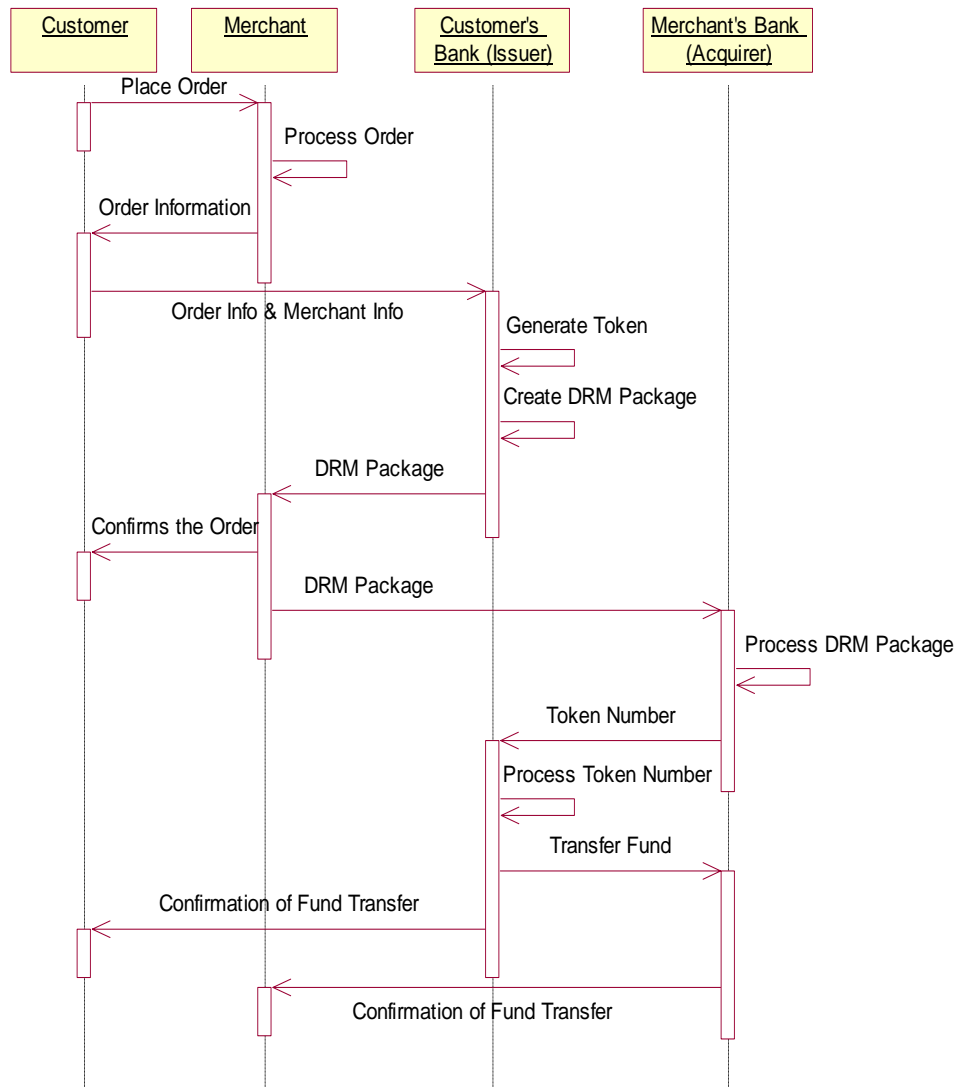 Customer
Merchant
Customer's
Bank (Issuer)
Merchant's Bank
(Acquirer)
Place Order
Process Order
Order Information
Order Info & Merchant Info
Generate Token
Create DRM Package
DRM Package
Confirms the Order
DRM Package
Process DRM Package
Token Number
Process Token Number
Transfer Fund
Confirmation of Fund Transfer
Confirmation of Fund Transfer